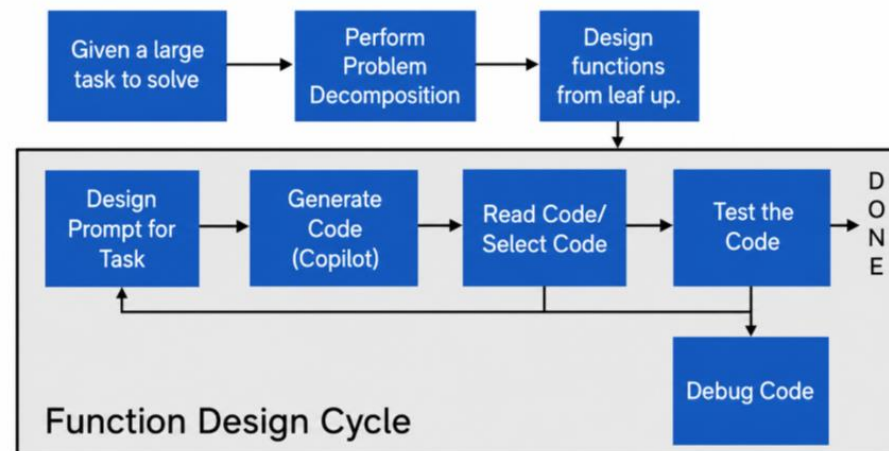 Given a large
task to solve
Perform
Problem
Decomposition
Design
functions
from leaf up.
Design
Prompt for
Task
Generate
Code
(Copilot)
Read Code/
Select Code
Test the
Code
D
O
N
E
Debug Code
Function Design Cycle